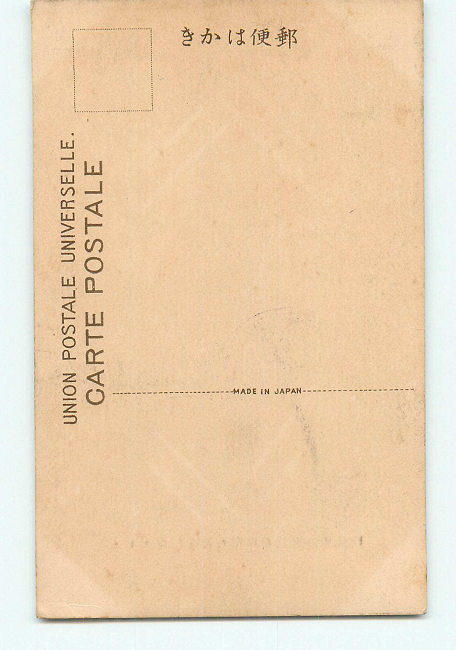 郵便はかき
UNION POSTALE UNIVERSELLE.
CARTE POSTALE
MADE IN JAPAN